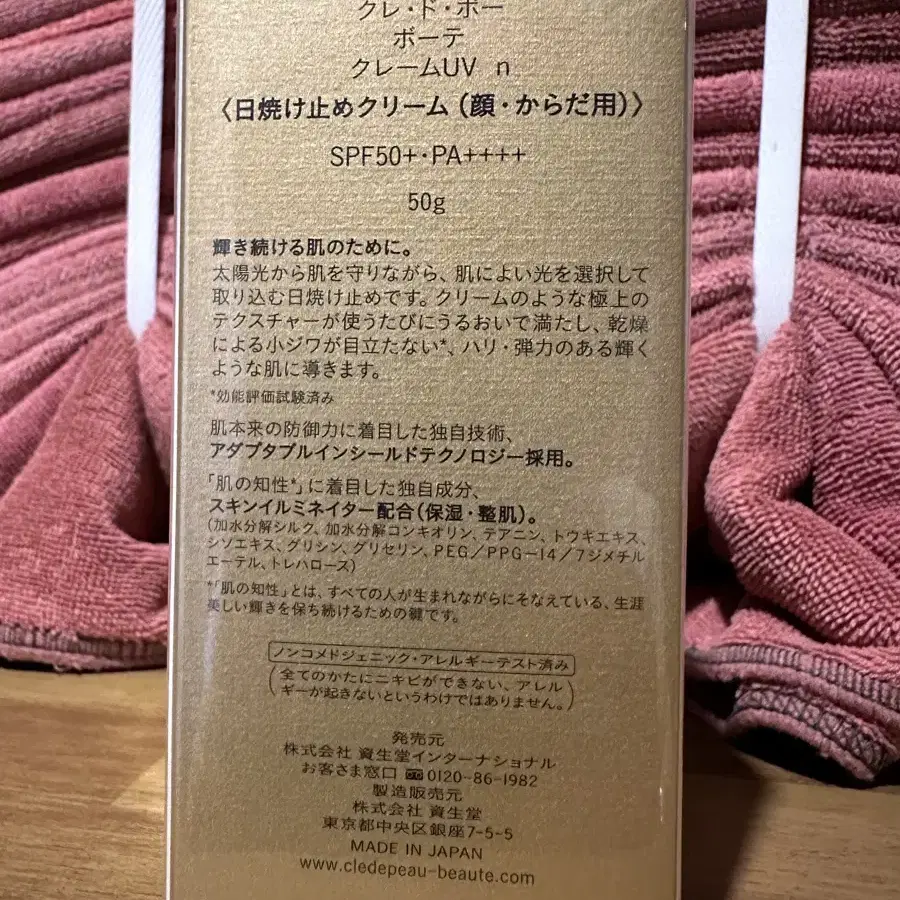 クレ・ド・ポー
ボーテ
クレームUV n
〈日焼け止めクリーム(顔・からだ用)〉
SPF50+・PA++++
50g
輝き続ける肌のために。
太陽光から肌を守りながら、肌によい光を選択して
取り込む日焼け止めです。クリームのような極上の
テクスチャーが使うたびにうるおいで満たし、乾燥
による小ジワが目立たない*、ハリ・弾力のある輝く
ような肌に導きます。
*効能評価試験済み
肌本来の防御力に着目した独自技術、
アダプタブルインシールドテクノロジー採用。
「肌の知性*」に着目した独自成分、
スキンイルミネイター配合(保湿・整肌)。
(加水分解シルク、加水分解コンキオリン、テアニン、トウキエキス、
シソエキス、グリシン、グリセリン、PEG/PPG-14/7ジメチル
エーテル、トレハロース)
*「肌の知性」とは、すべての人が生まれながらにそなえている、生涯
美しい輝きを保ち続けるための鍵です。
ノンコメドジェニック・アレルギーテスト済み
(全てのかたにニキビができない、アレル
ギーが起きないというわけではありません。)
発売元
株式会社 資生堂インターナショナル
お客さま窓口 0120-86-1982
製造販売元
株式会社 資生堂
東京都中央区銀座7-5-5
MADE IN JAPAN
www.cledepeau-beaute.com